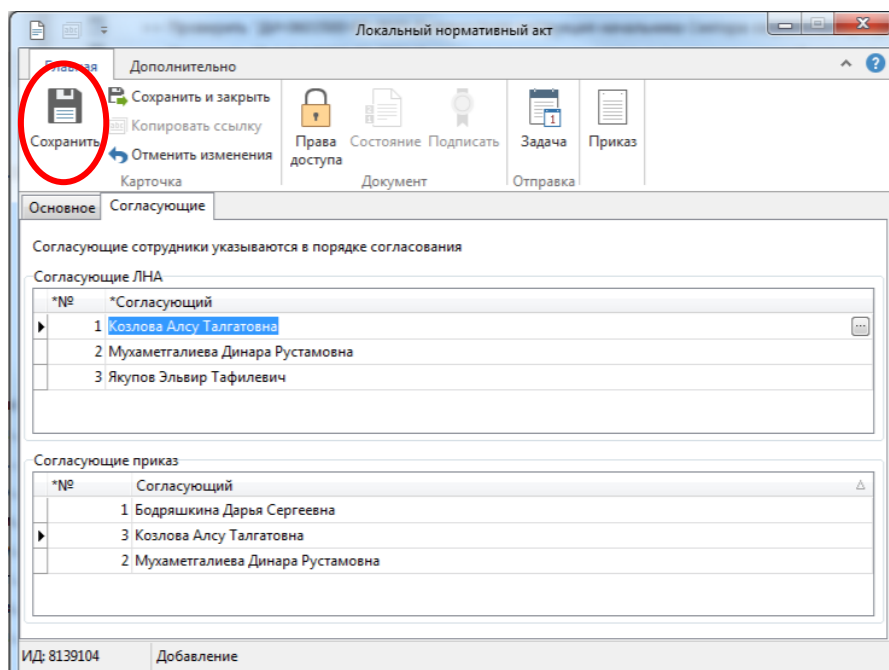 Локальный нормативный акт
Главная Дополнительно
Сохранить
Сохранить и закрыть
Копировать ссылку
Отменить изменения
Карточка
Права доступа
Состояние Подписать
Документ
1
Задача
Отправка
Приказ
Основное Согласующие
Согласующие сотрудники указываются в порядке согласования
Согласующие ЛНА
*№ *Согласующий
1 Козлова Алсу Талгатовна ...
2 Мухаметгалиева Динара Рустамовна
3 Якупов Эльвир Тафилевич
Согласующие приказ
*№ Согласующий
1 Бодряшкина Дарья Сергеевна
3 Козлова Алсу Талгатовна
2 Мухаметгалиева Динара Рустамовна
ИД: 8139104 Добавление